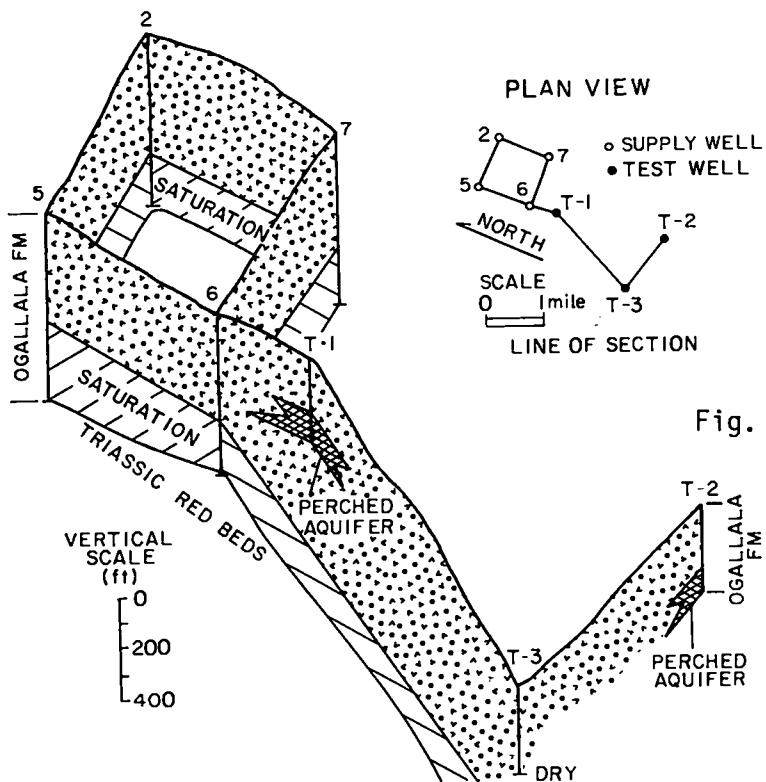 2
7
5
6
T-1
SATURATION
OGALLALA FM
SATURATION
TRIASSIC RED BEDS
PERCHED
AQUIFER
VERTICAL
SCALE
(ft)
0
200
400
T-3
DRY
T-2
OGALLALA
FM
PERCHED
AQUIFER
PLAN VIEW
2
7
5
6
T-1
T-2
T-3
SUPPLY WELL
TEST WELL
NORTH
SCALE
0 1 mile
LINE OF SECTION
Fig.